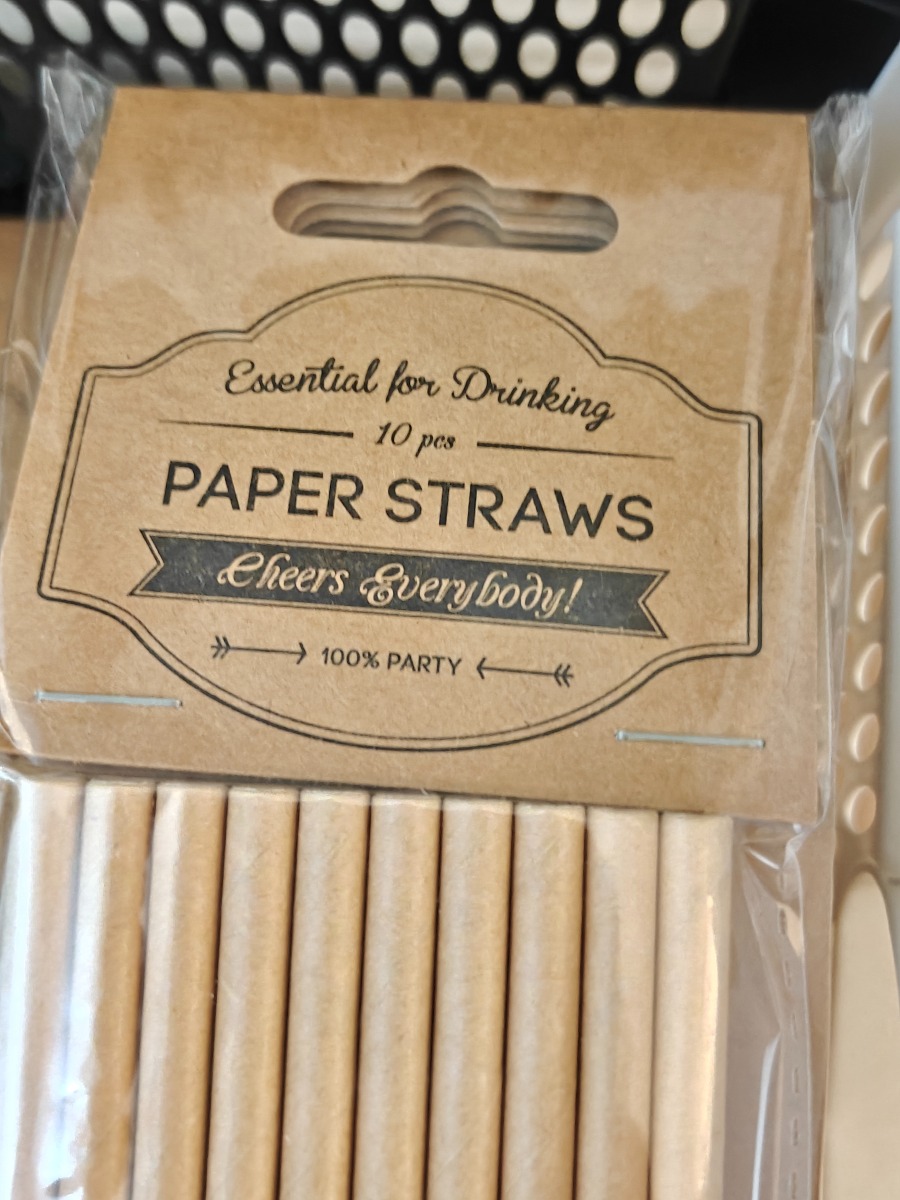 Essential for Drinking
10 pcs
PAPER STRAWS
Cheers Everybody!
100% PARTY